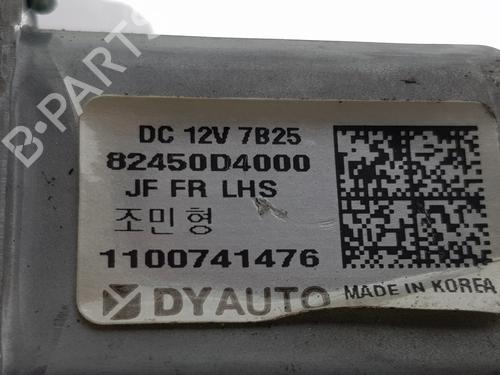 B-PARTS
DC 12V 7B25
82450D4000
JF FR LHS
조민형
1100741476
DYAUTO MADE IN KOREA